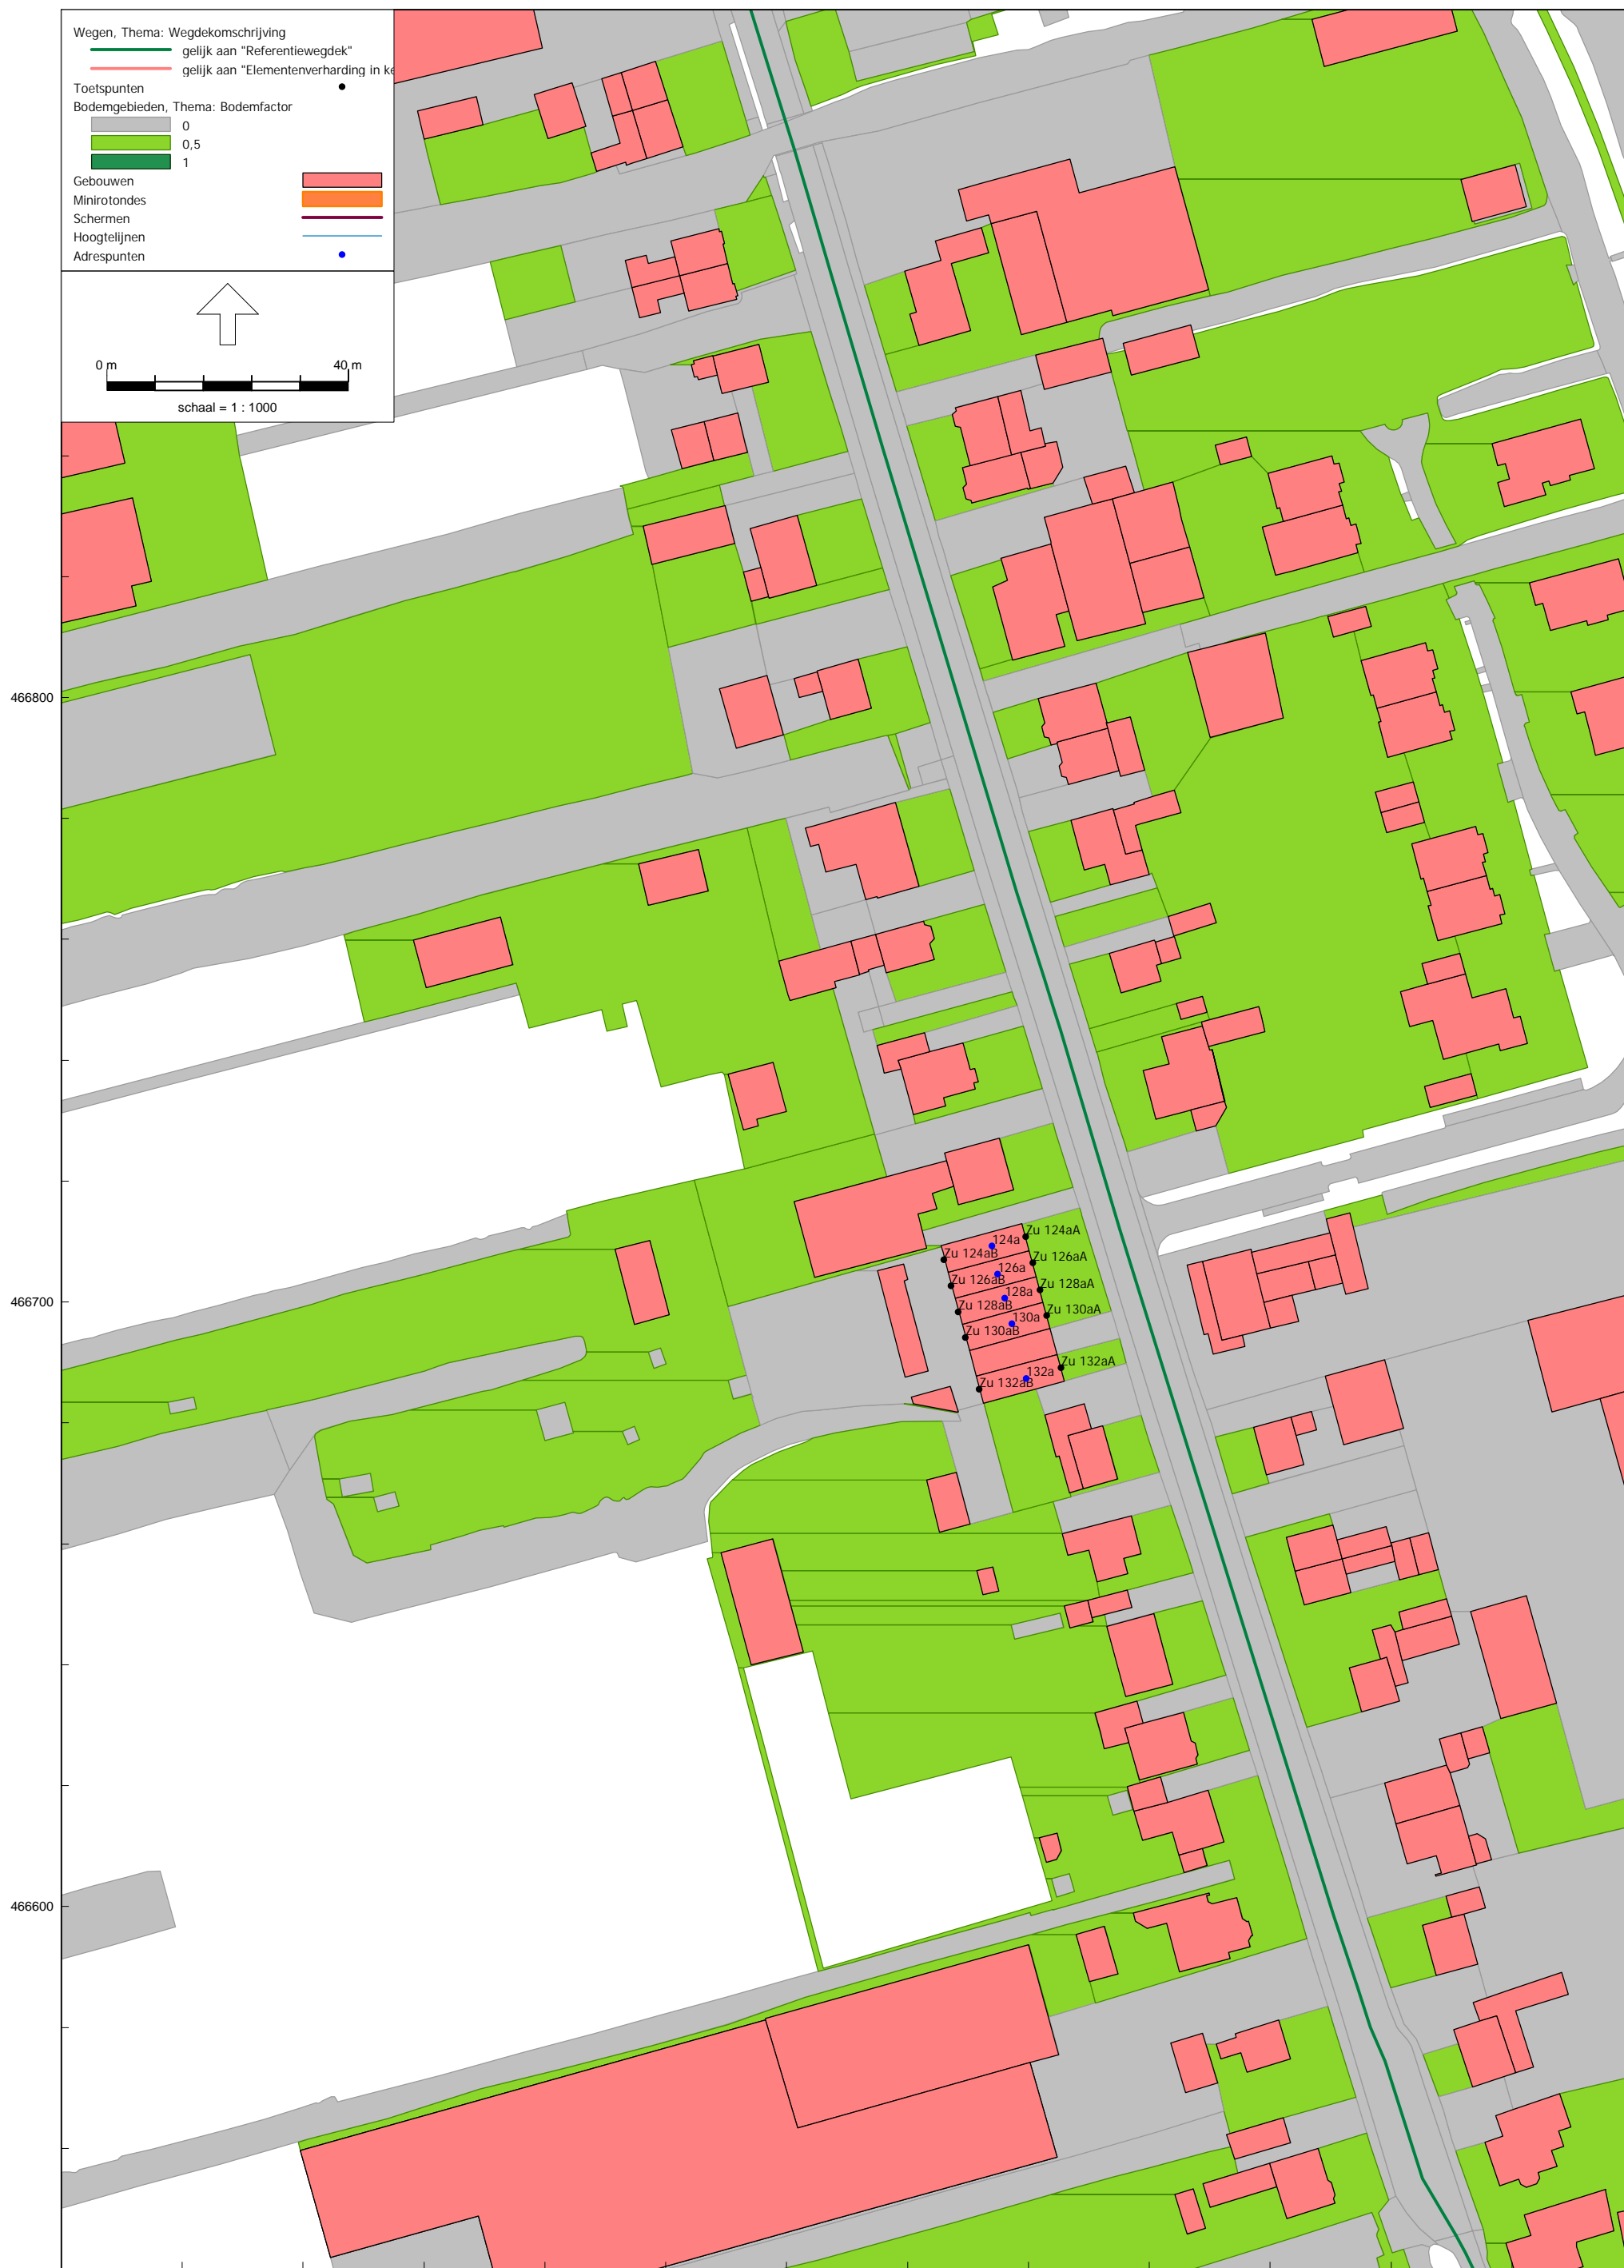 Wegen, Thema: Wegdekomschrijving
gelijk aan "Referentiewegdek"
gelijk aan "Elementenverharding in ke
Toetspunten
Bodemgebieden, Thema: Bodemfactor
0
0,5
1
Gebouwen
Minirotondes
Schermen
Hoogtelijnen
Adrespunten
0 m 40 m
schaal = 1 : 1000
466800
466700
466600
Zu 124aA
124a
Zu 124aB
Zu 126aA
126a
Zu 126aB
Zu 128aA
128a
Zu 128aB
Zu 130aA
130a
Zu 130aB
Zu 132aA
132a
Zu 132aB